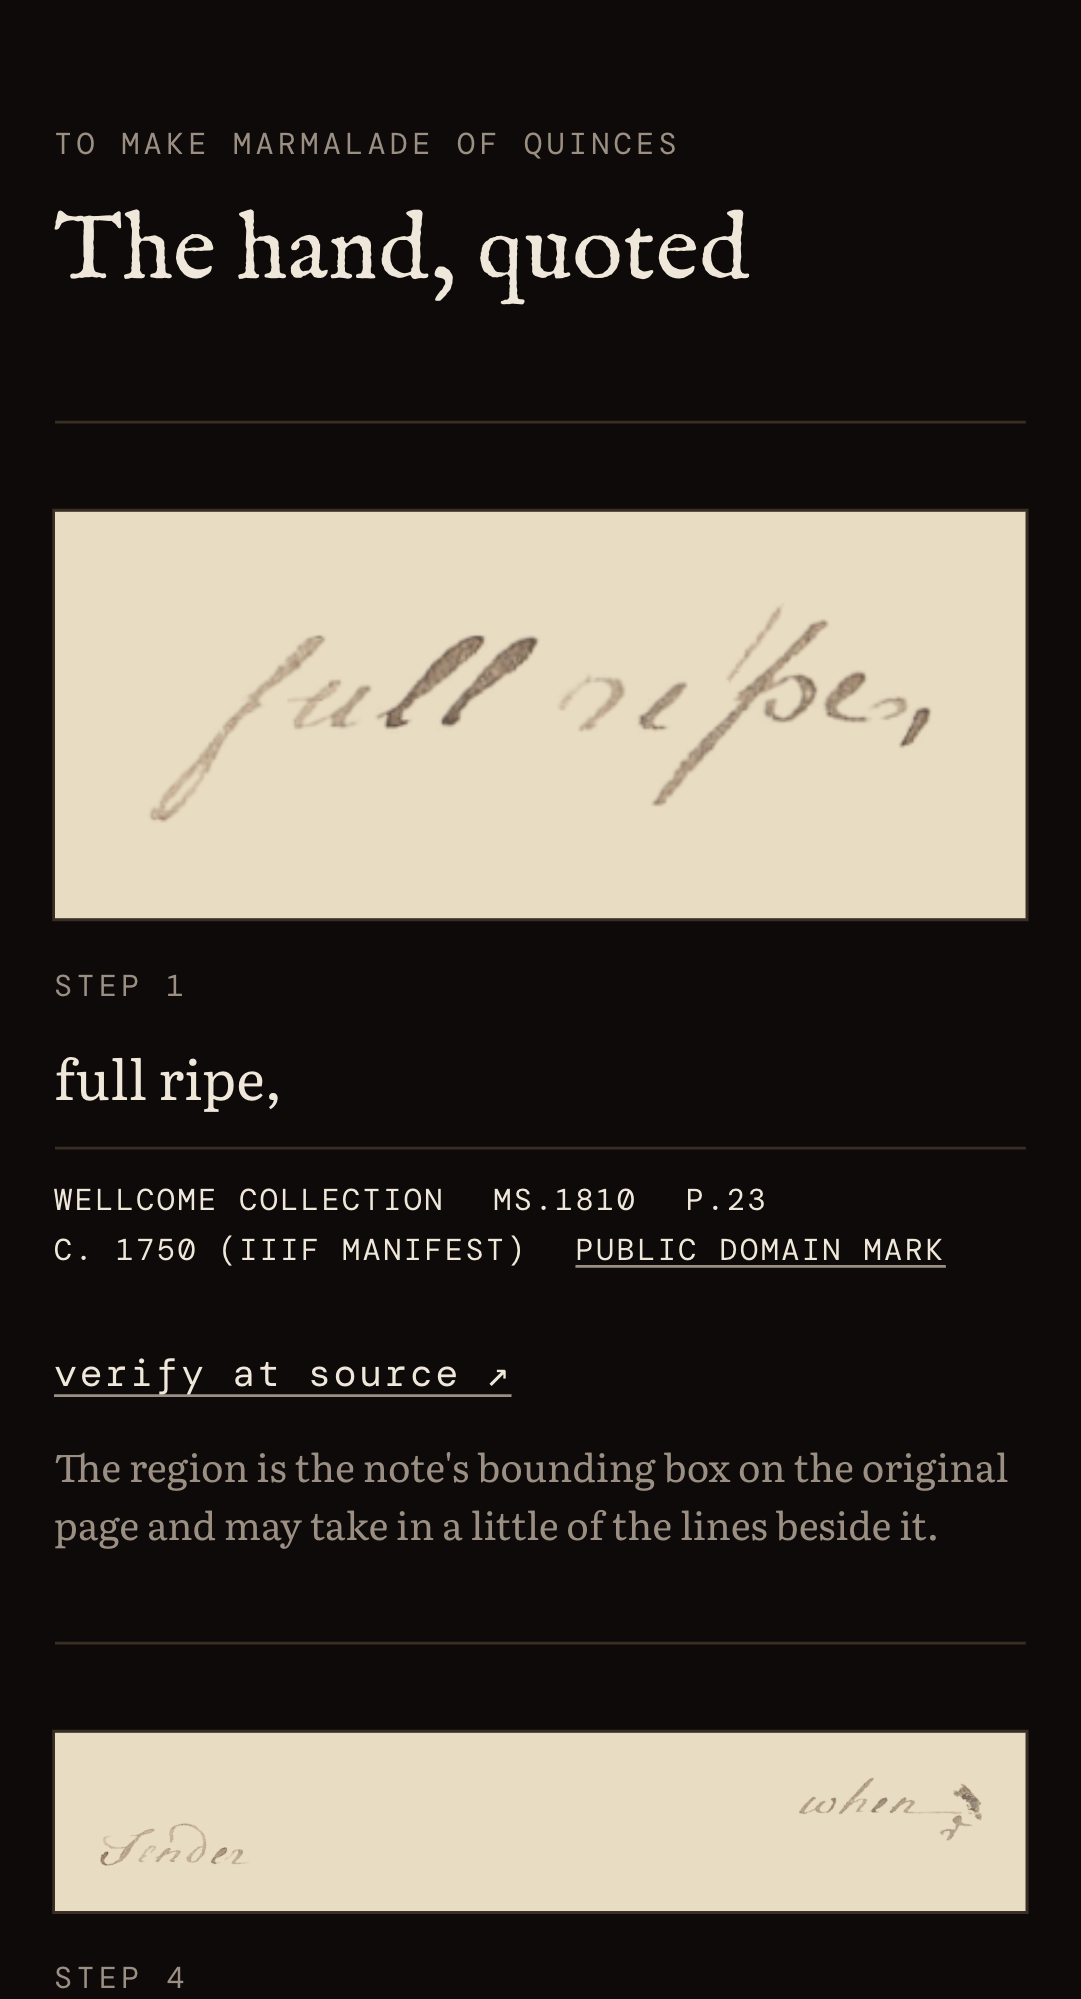 TO MAKE MARMALADE OF QUINCES
The hand, quoted
full ripe,
STEP 1
full ripe,
WELLCOME COLLECTION MS.1810 P.23
C. 1750 (IIIF MANIFEST) PUBLIC DOMAIN MARK
verify at source ↗
The region is the note's bounding box on the original
page and may take in a little of the lines beside it.
when
Tender
STEP 4